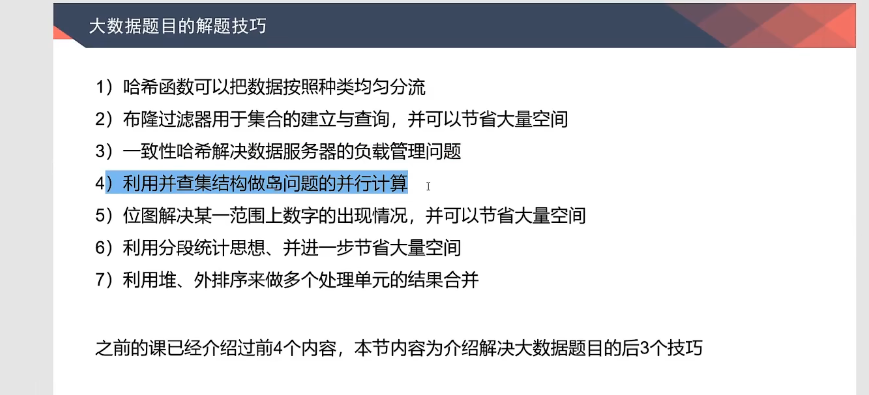 大数据题目的解题技巧
1）哈希函数可以把数据按照种类均匀分流
2）布隆过滤器用于集合的建立与查询，并可以节省大量空间
3）一致性哈希解决数据服务器的负载管理问题
4）利用并查集结构做岛问题的并行计算
5）位图解决某一范围上数字的出现情况，并可以节省大量空间
6）利用分段统计思想、并进一步节省大量空间
7）利用堆、外排序来做多个处理单元的结果合并
之前的课已经介绍过前4个内容，本节内容为介绍解决大数据题目的后3个技巧